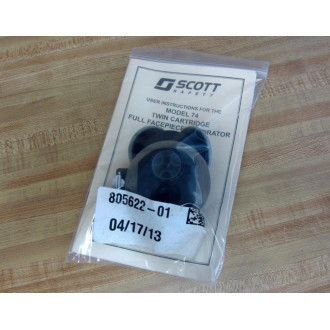 SCOTT
SAFETY
USER INSTRUCTIONS FOR THE
MODEL 74
TWIN CARTRIDGE
FULL FACEPIECE RESPIRATOR
805622-01
04/17/13